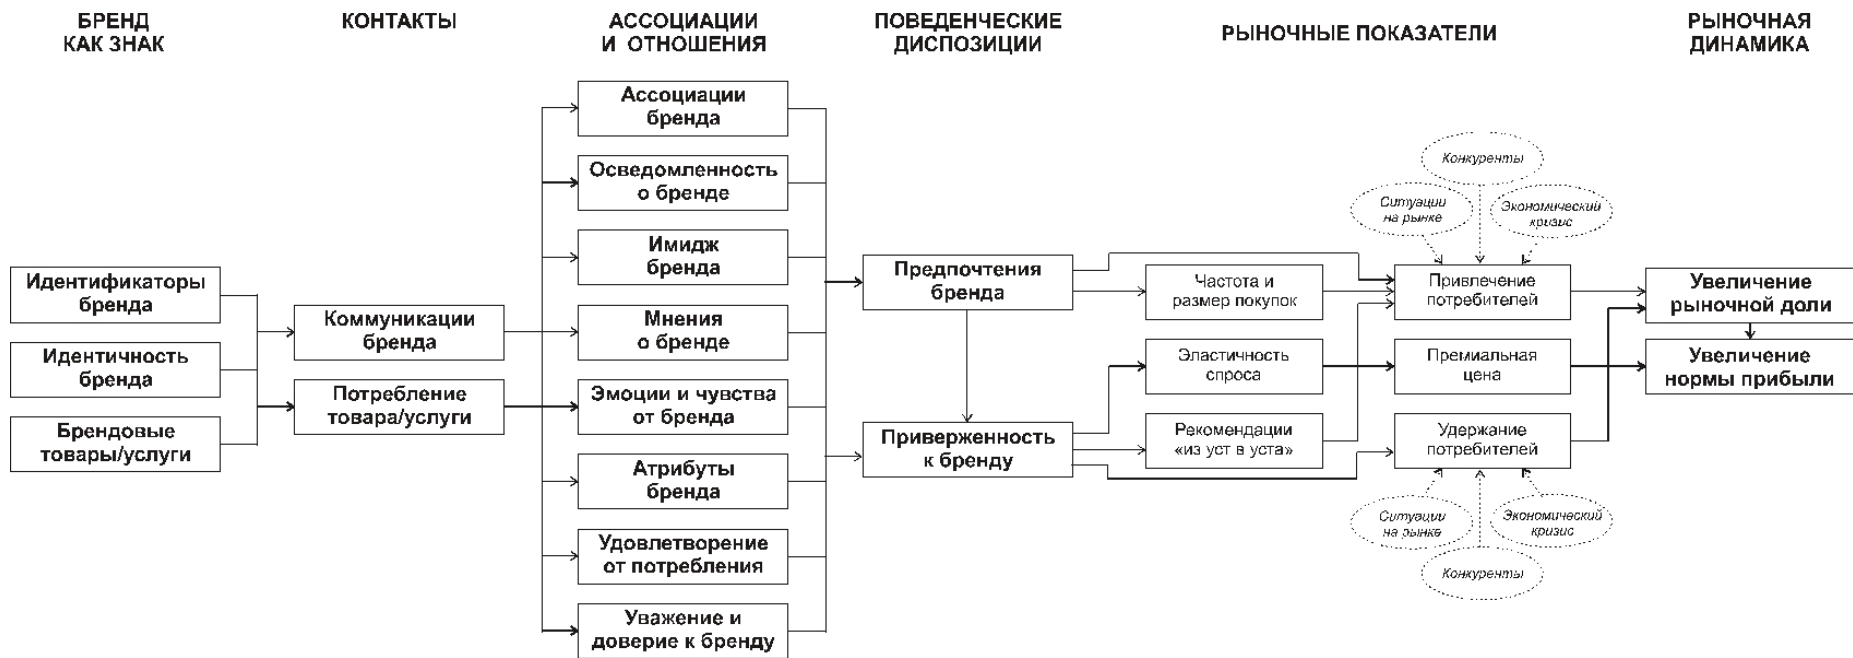 БРЕНД
КАК ЗНАК
КОНТАКТЫ
АССОЦИАЦИИ
И ОТНОШЕНИЯ
ПОВЕДЕНЧЕСКИЕ
ДИСПОЗИЦИИ
РЫНОЧНЫЕ ПОКАЗАТЕЛИ
РЫНОЧНАЯ
ДИНАМИКА
Идентификаторы
бренда
Идентичность
бренда
Брендовые
товары/услуги
Коммуникации
бренда
Потребление
товара/услуги
Ассоциации
бренда
Осведомленность
о бренде
Имидж
бренда
Мнения
о бренде
Эмоции и чувства
от бренда
Атрибуты
бренда
Удовлетворение
от потребления
Уважение и
доверие к бренду
Предпочтения
бренда
Приверженность
к бренду
Частота и
размер покупок
Эластичность
спроса
Рекомендации
«из уст в уста»
Конкуренты
Ситуации
на рынке
Экономический
кризис
Привлечение
потребителей
Премиальная
цена
Удержание
потребителей
Ситуации
на рынке
Экономический
кризис
Конкуренты
Увеличение
рыночной доли
Увеличение
нормы прибыли